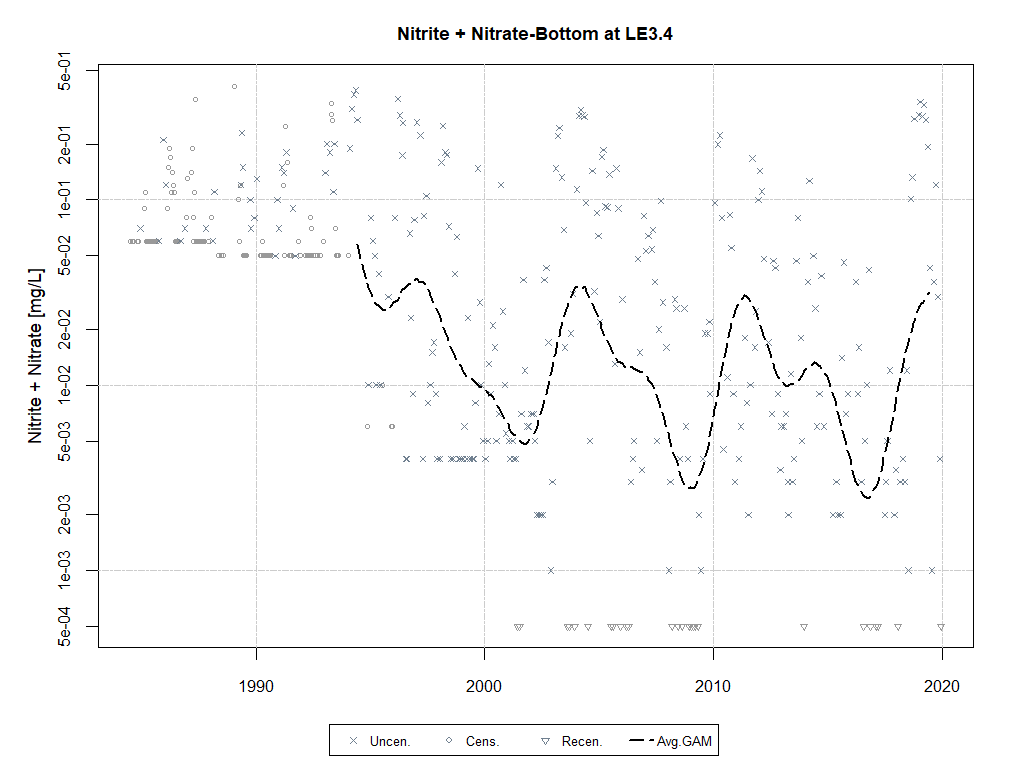 Nitrite + Nitrate-Bottom at LE3.4
Nitrite + Nitrate [mg/L]
5e-01
2e-01
1e-01
5e-02
2e-02
1e-02
5e-03
2e-03
1e-03
5e-04
1990 2000 2010 2020
Uncen. Cens. Recen. Avg.GAM